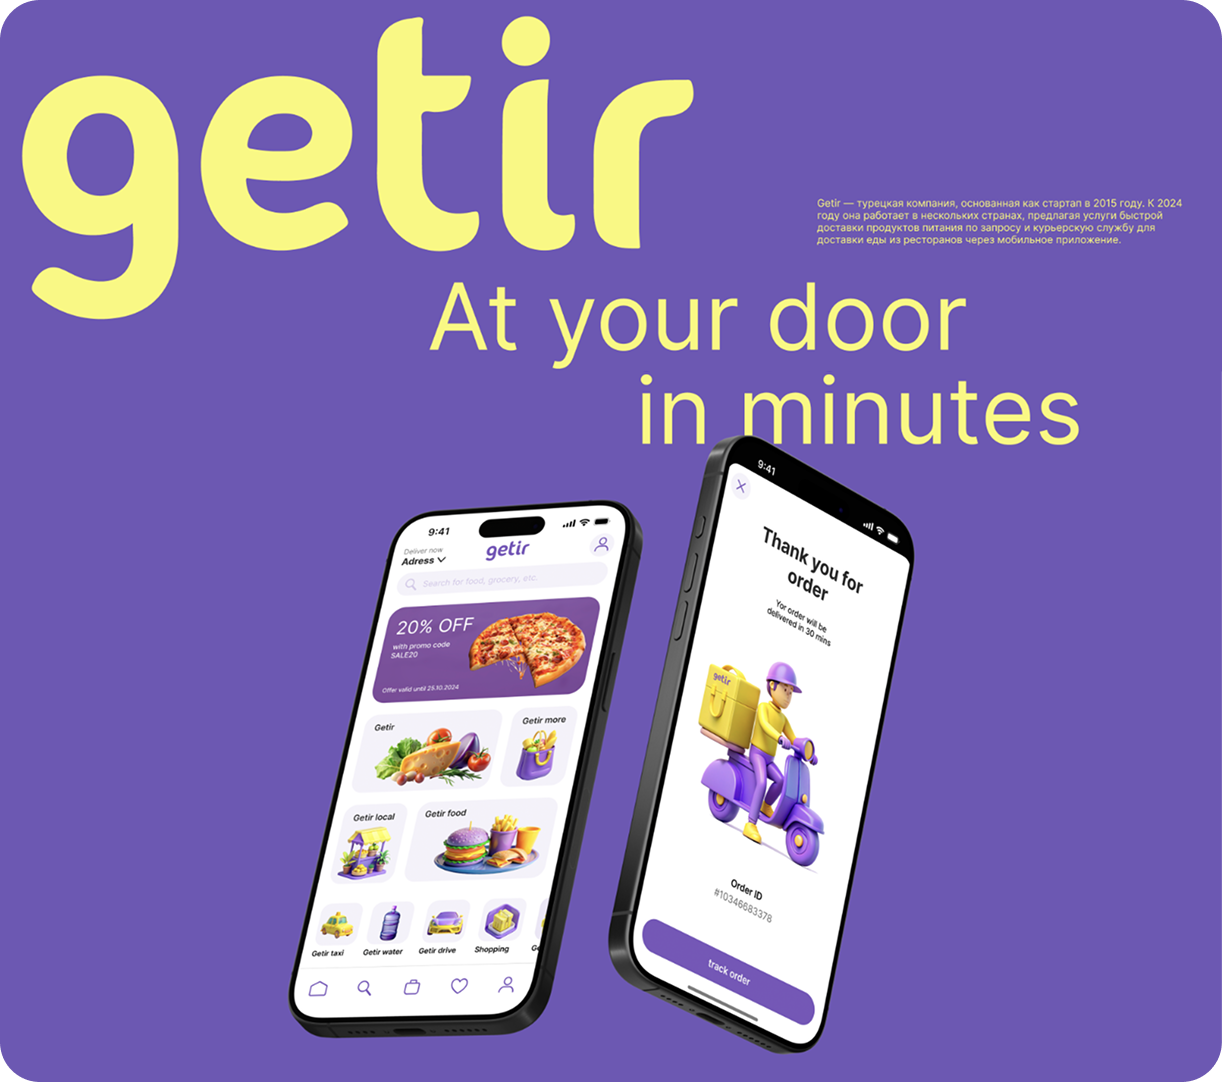 getir
Getir — турецкая компания, основанная как стартап в 2015 году. К 2024
году она работает в нескольких странах, предлагая услуги быстрой
доставки продуктов питания по запросу и курьерскую службу для
доставки еды из ресторанов через мобильное приложение.
At your door
in minutes
9:41
Deliver now
Adress
getir
Search for food, grocery, etc.
20% OFF
with promo code
SALE20
Offer valid until 25.10.2024
Getir
Getir more
Getir local
Getir food
Getir taxi
Getir water
Getir drive
Shopping
Ge
9:41
Thank you for
order
Yor order will be
delivered in 30 mins
getir
Order ID
#10346683378
track order